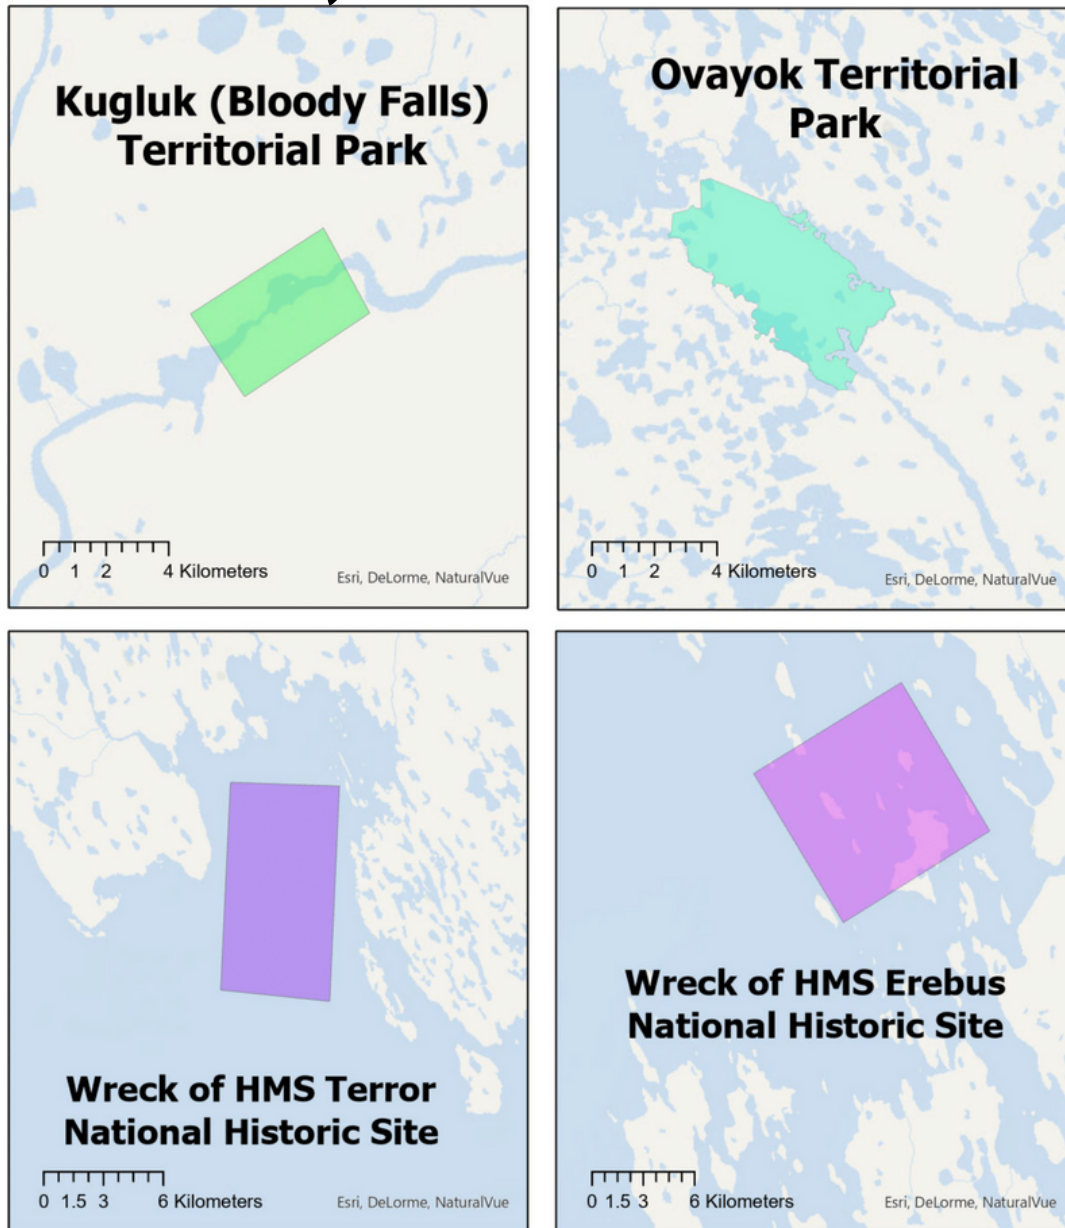 Kugluk (Bloody Falls)
Territorial Park
0 1 2 4 Kilometers
Esri, DeLorme, NaturalVue
Ovayok Territorial
Park
0 1 2 4 Kilometers
Esri, DeLorme, NaturalVue
Wreck of HMS Terror
National Historic Site
0 1.5 3 6 Kilometers
Esri, DeLorme, NaturalVue
Wreck of HMS Erebus
National Historic Site
0 1.5 3 6 Kilometers
Esri, DeLorme, NaturalVue